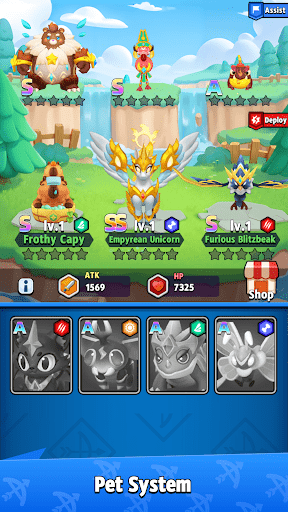 Assist
S
S
A
Deploy
S lv.1
SS lv.1
A lv.1
Frothy Capy
Empyrean Unicorn
Furious Blitzbeak
ATK
1569
HP
7325
i
Shop
A
A
A
A
Pet System